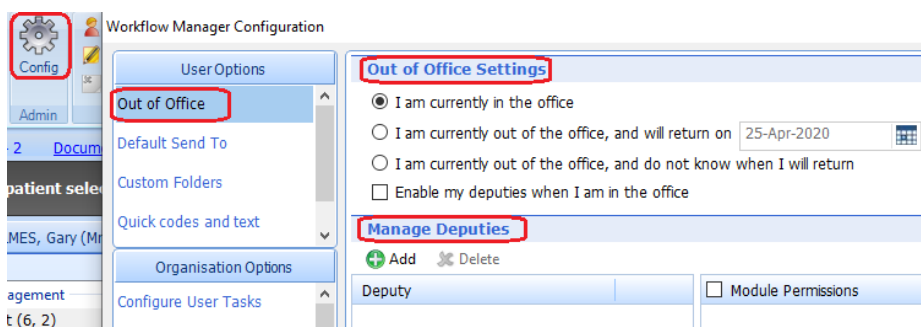 Workflow Manager Configuration
Config
Admin
2 Docum
patient sele
MES, Gary (Mr
agement
t (6, 2)
User Options
Out of Office
Default Send To
Custom Folders
Quick codes and text
Organisation Options
Configure User Tasks
Out of Office Settings
I am currently in the office
I am currently out of the office, and will return on 25-Apr-2020
I am currently out of the office, and do not know when I will return
Enable my deputies when I am in the office
Manage Deputies
Add Delete
Deputy Module Permissions